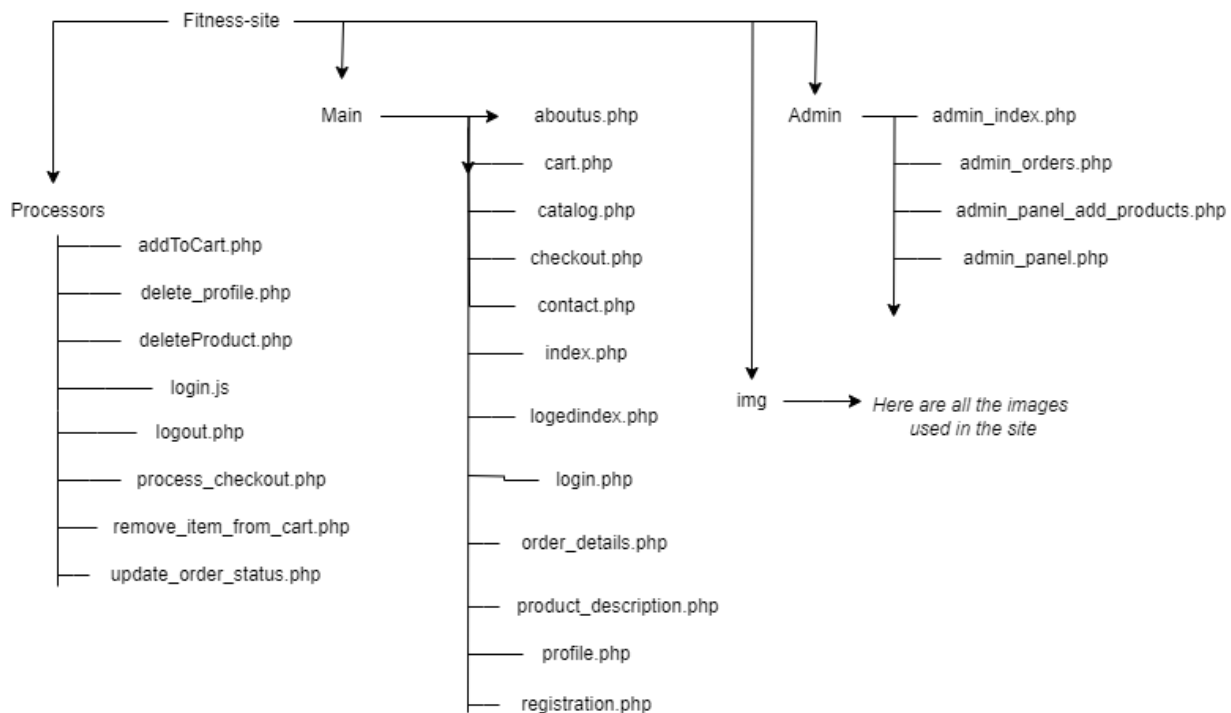 Fitness-site
Main
aboutus.php
cart.php
catalog.php
checkout.php
contact.php
index.php
logedindex.php
login.php
order_details.php
product_description.php
profile.php
registration.php
Admin
admin_index.php
admin_orders.php
admin_panel_add_products.php
admin_panel.php
Processors
addToCart.php
delete_profile.php
deleteProduct.php
login.js
logout.php
process_checkout.php
remove_item_from_cart.php
update_order_status.php
img
Here are all the images
used in the site